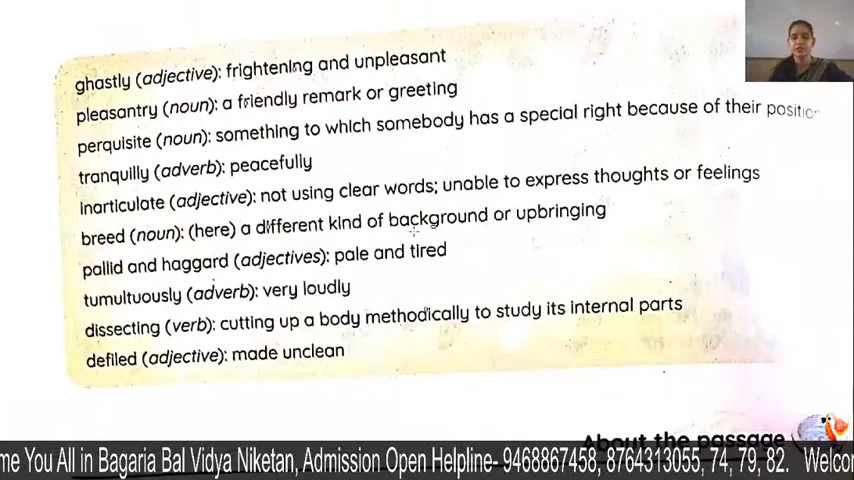 ghastly (adjective): frightening and unpleasant
pleasantry (noun): a friendly remark or greeting
perquisite (noun): something to which somebody has a special right because of their position
tranquilly (adverb): peacefully
inarticulate (adjective): not using clear words; unable to express thoughts or feelings
breed (noun): (here) a different kind of background or upbringing
pallid and haggard (adjectives): pale and tired
tumultuously (adverb): very loudly
dissecting (verb): cutting up a body methodically to study its internal parts
defiled (adjective): made unclean
About the passage
me You All in Bagaria Bal Vidya Niketan, Admission Open Helpline- 9468867458, 8764313055, 74, 79, 82. Welcom